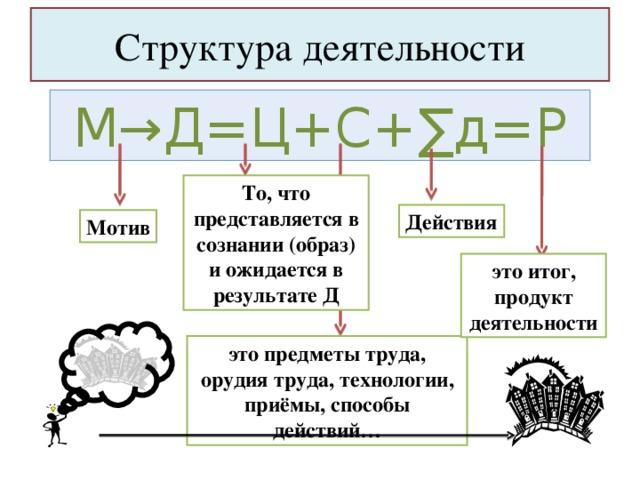 Структура деятельности
М→Д=Ц+С+∑д=Р
Мотив
То, что
представляется в
сознании (образ)
и ожидается в
результате Д
Действия
это итог,
продукт
деятельности
это предметы труда,
орудия труда, технологии,
приёмы, способы
действий…